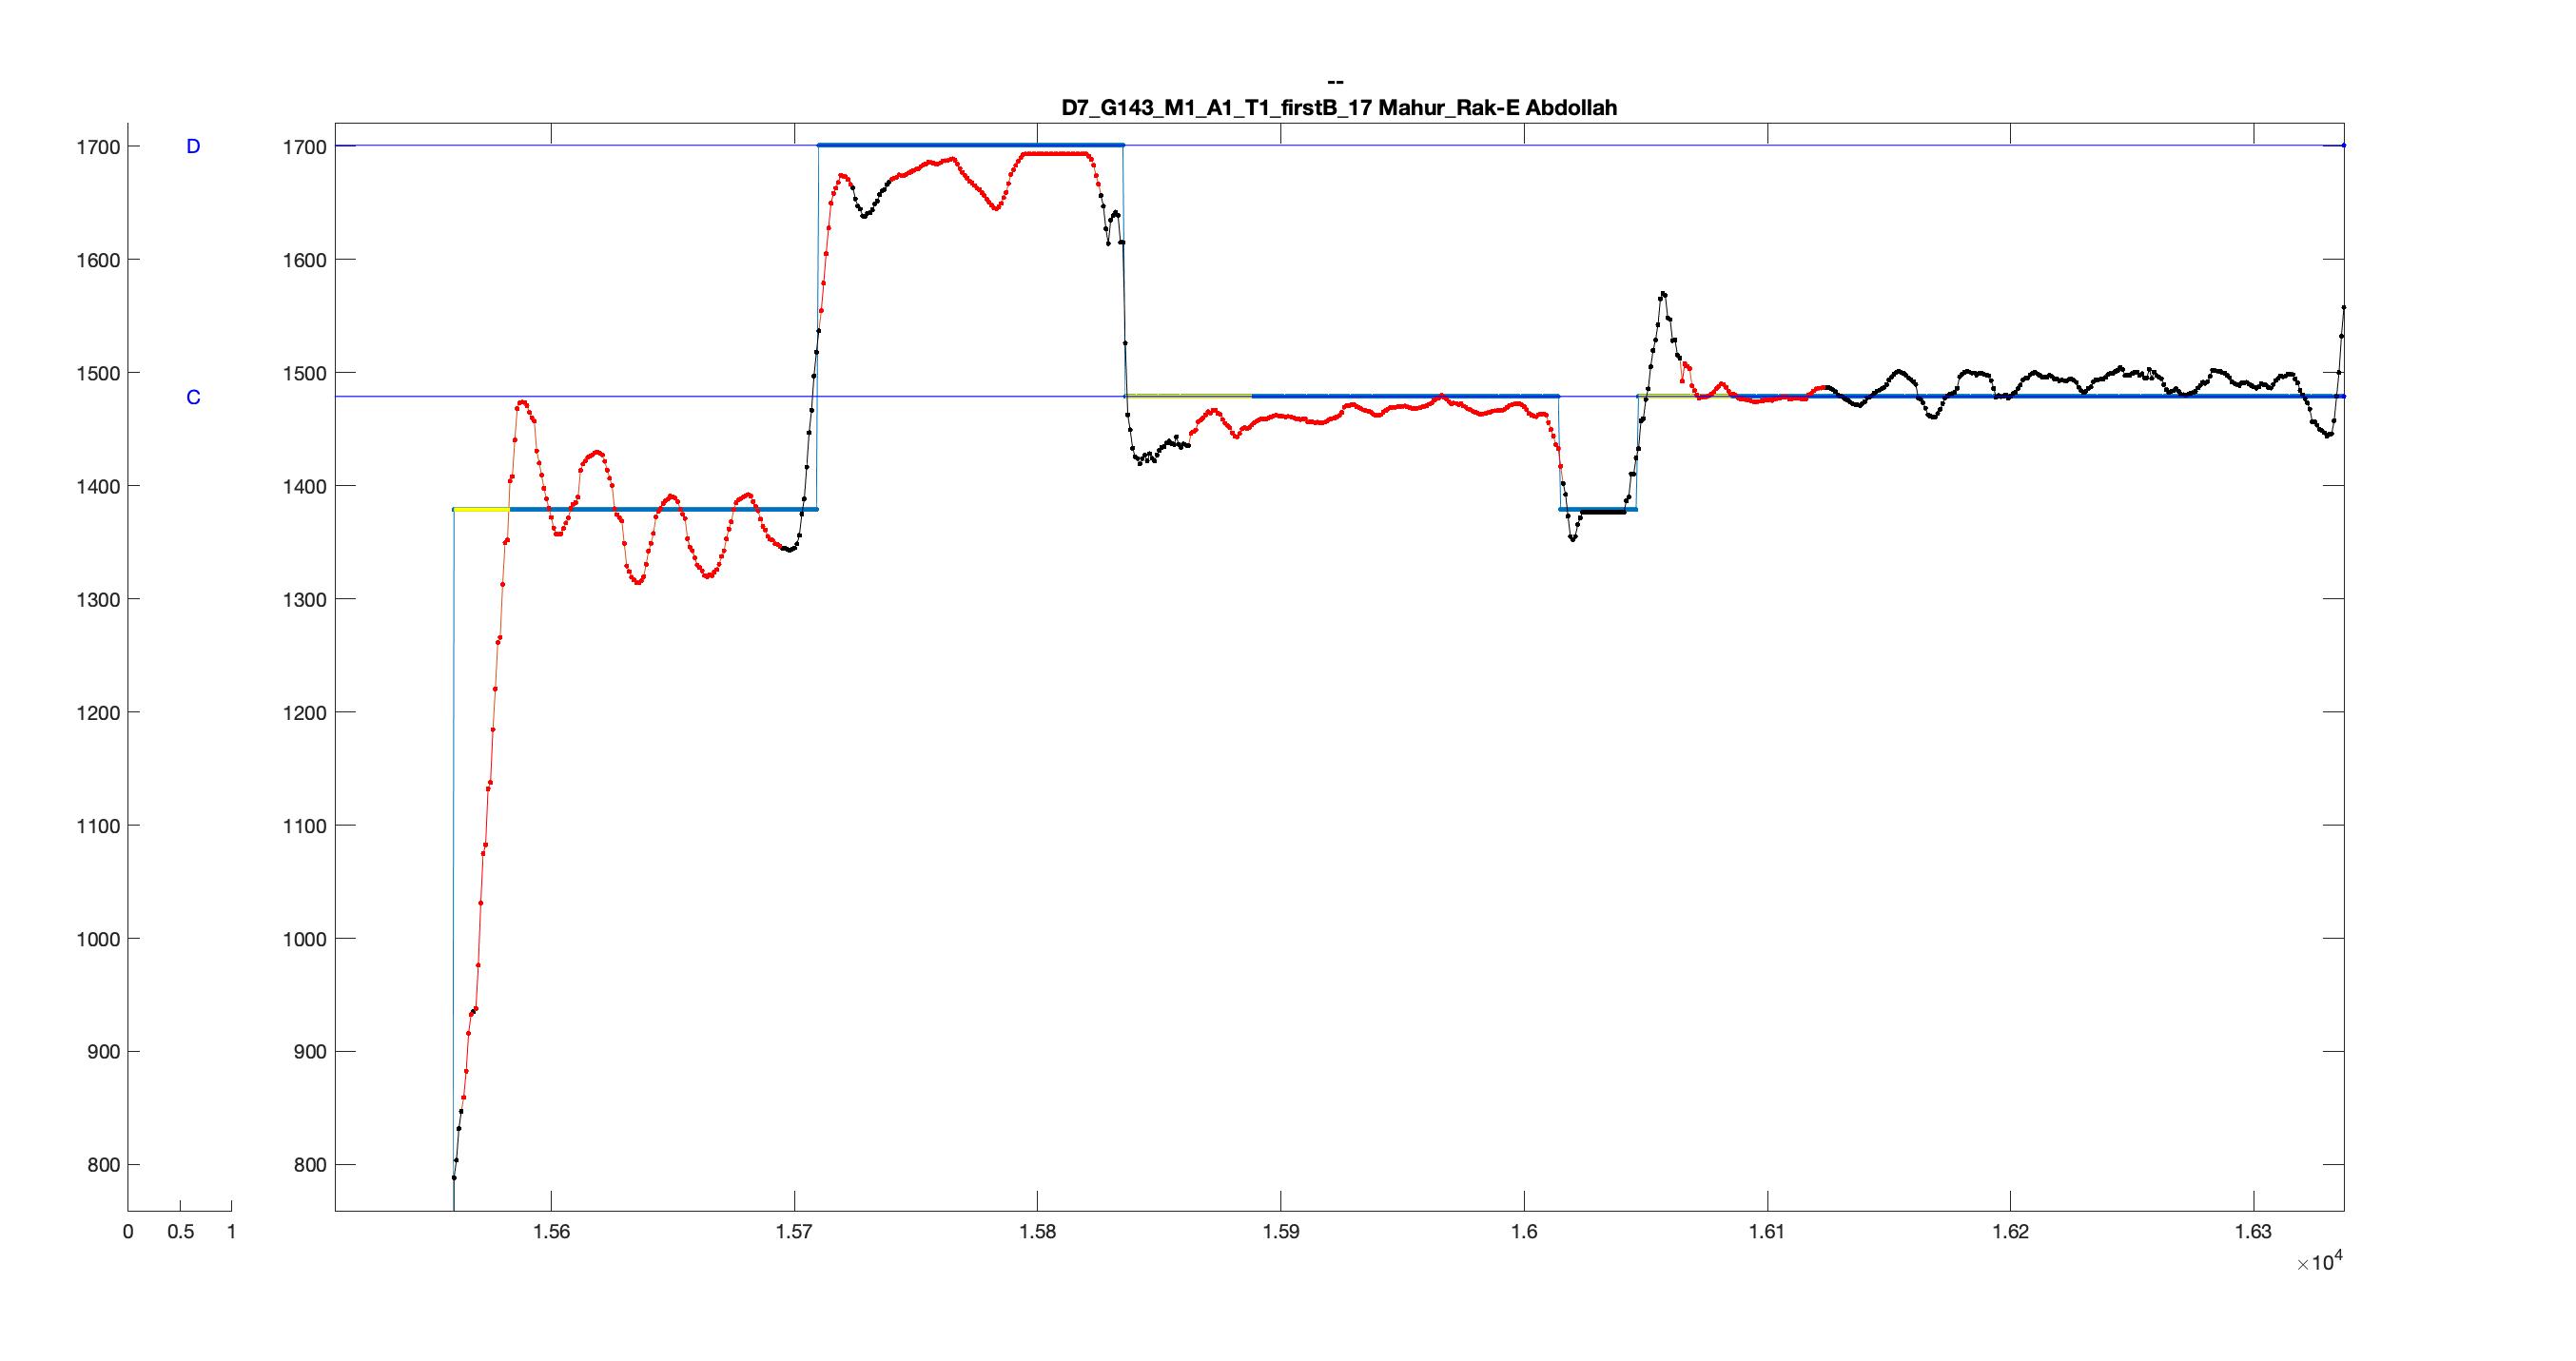 --
D7_G143_M1_A1_T1_firstB_17 Mahur_Rak-E Abdollah
1700 D 1700
1600 1600
1500 1500
C
1400 1400
1300 1300
1200 1200
1100 1100
1000 1000
900 900
800 800
0 0.5 1 1.56 1.57 1.58 1.59 1.6 1.61 1.62 1.63
×10^4